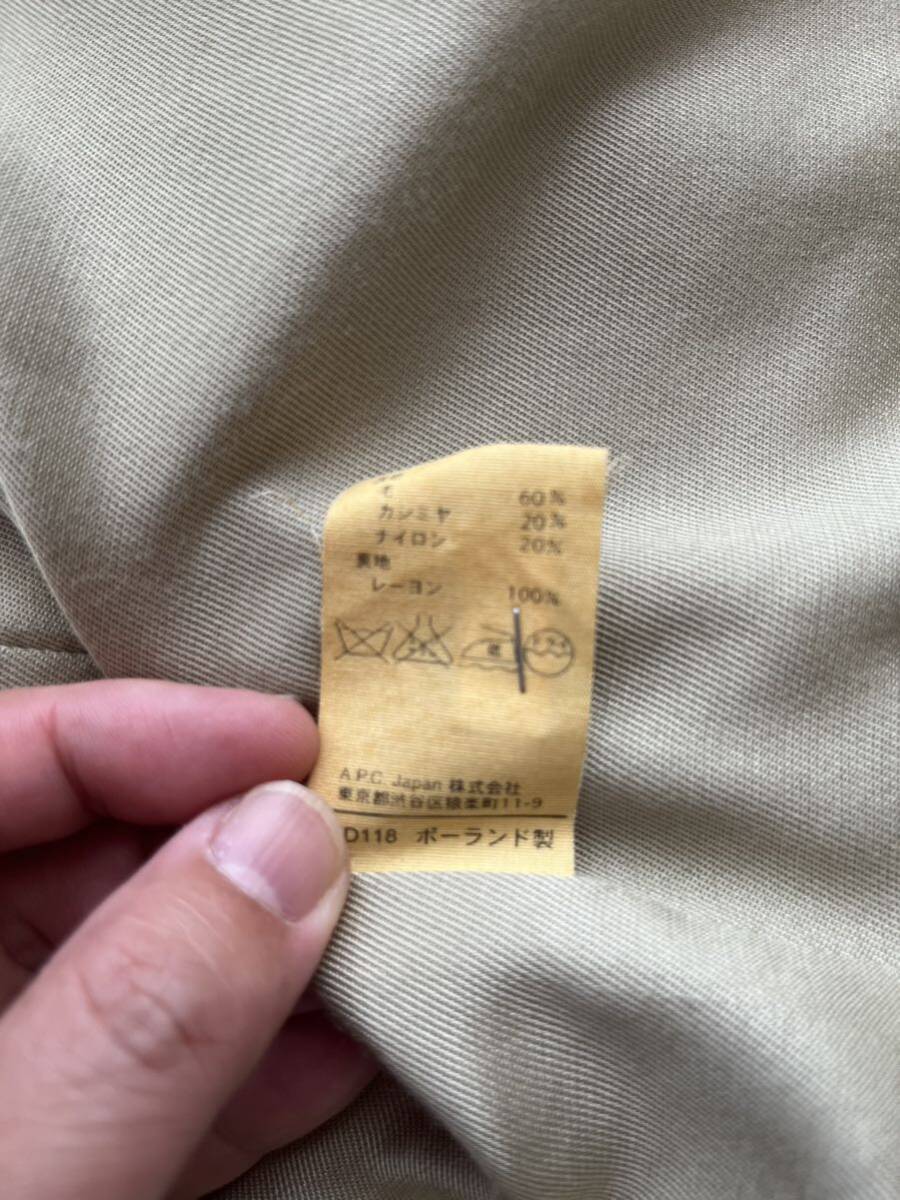 毛 60%
カシミヤ 20%
ナイロン 20%
裏地
レーヨン 100%
A.P.C. Japan 株式会社
東京都渋谷区猿楽町11-9
D118 ポーランド製